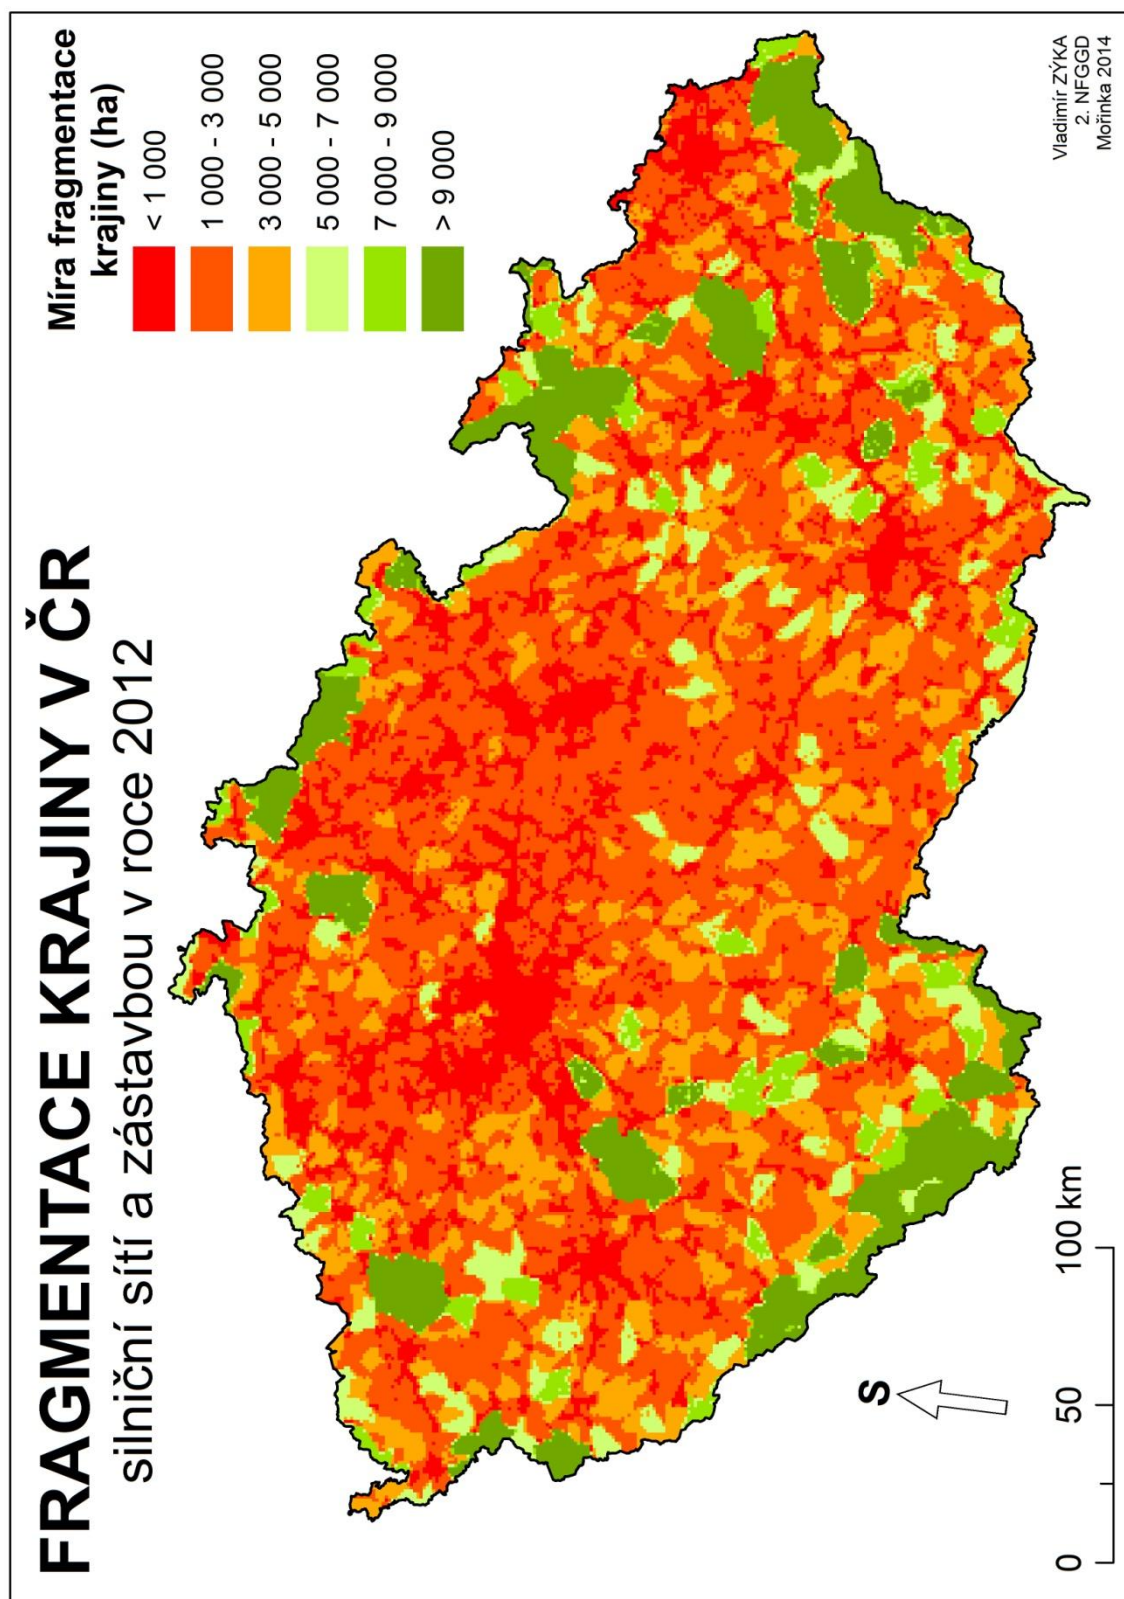 FRAGMENTACE KRAJINY V ČR
silniční sítí a zástavbou v roce 2012
Míra fragmentace
krajiny (ha)
< 1 000
1 000 - 3 000
3 000 - 5 000
5 000 - 7 000
7 000 - 9 000
> 9 000
S
0 50 100 km
Vladimír ZÝKA
2. NFGGD
Mořinka 2014